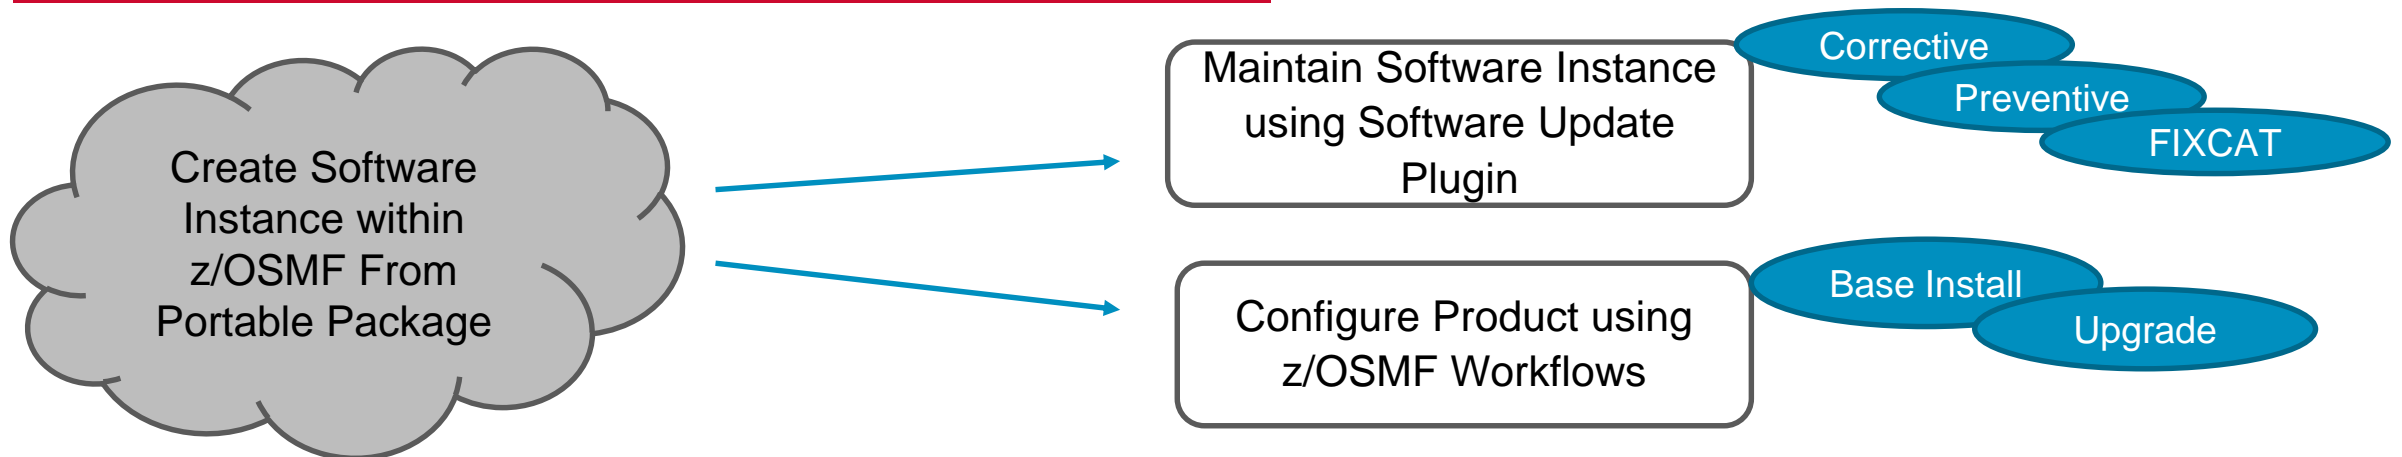 Create Software
Instance within
z/OSMF From
Portable Package
Maintain Software Instance
using Software Update
Plugin
Corrective
Preventive
FIXCAT
Configure Product using
z/OSMF Workflows
Base Install
Upgrade